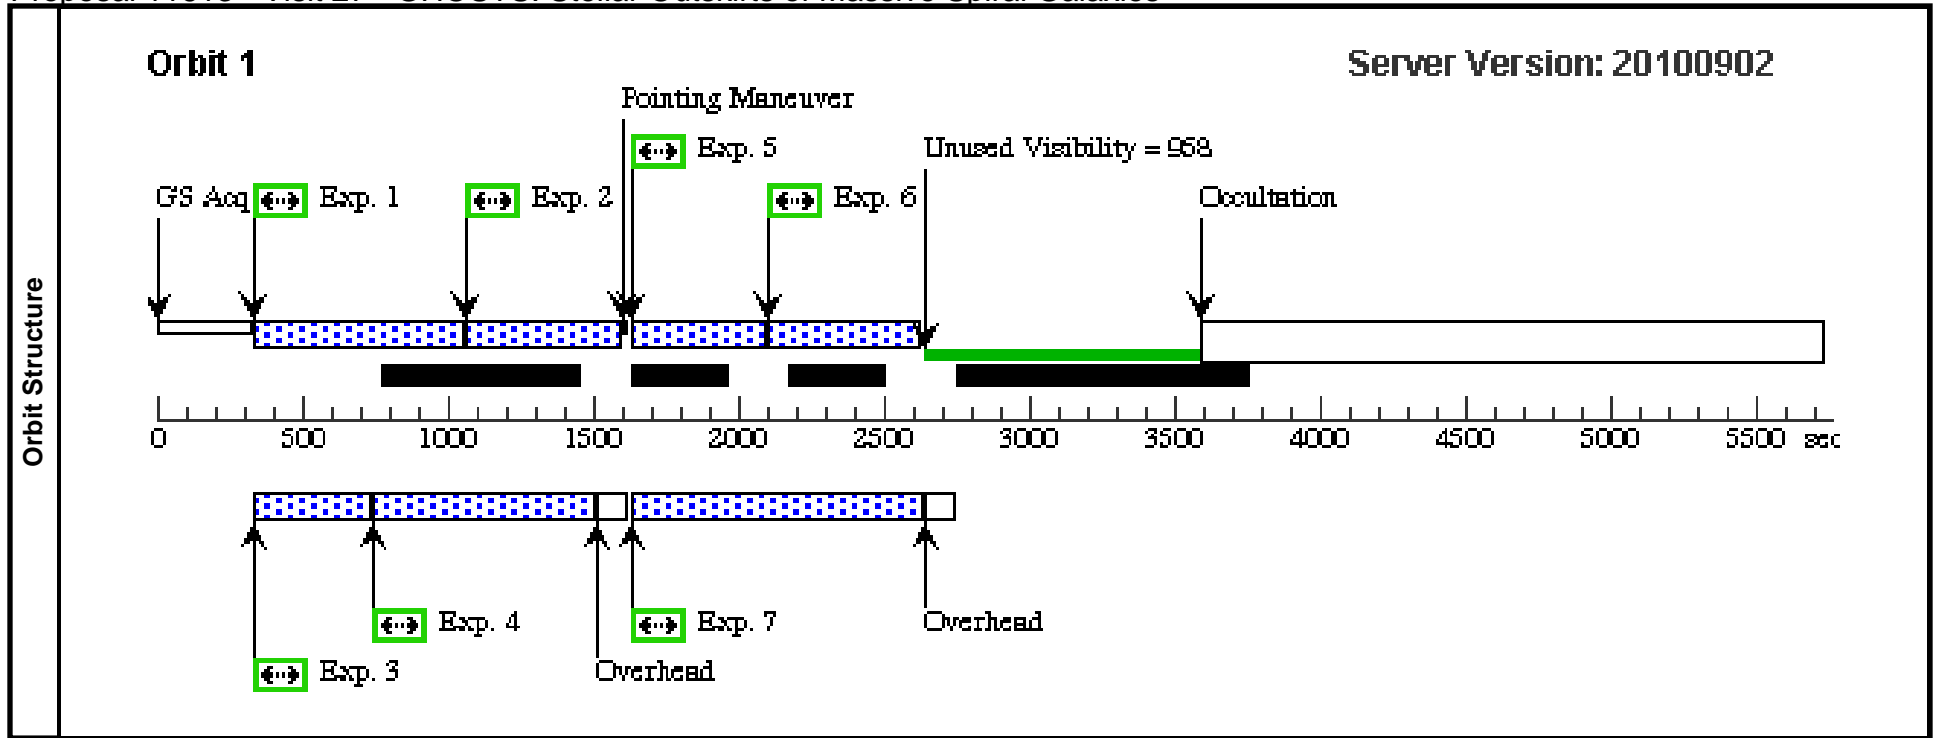 Orbit 1
Server Version: 20100902
Pointing Maneuver
Exp. 5
Unused Visibility = 958
GS Acq
Exp. 1
Exp. 2
Exp. 6
Occultation
Orbit Structure
0 500 1000 1500 2000 2500 3000 3500 4000 4500 5000 5500 sec
Exp. 4
Exp. 7
Overhead
Exp. 3
Overhead